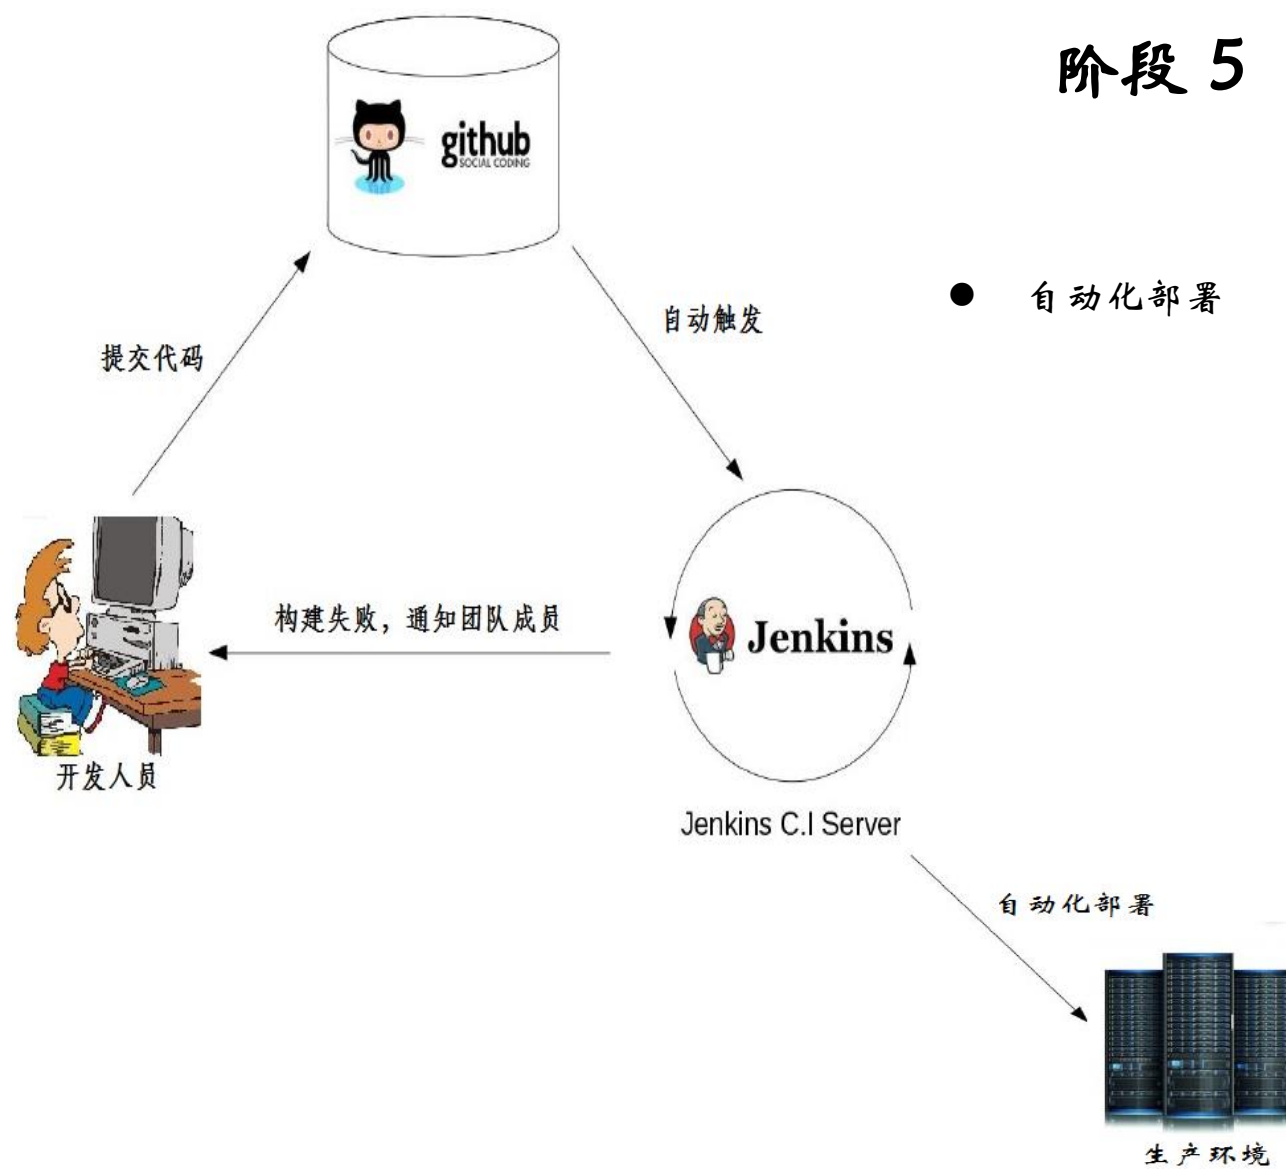 阶段 5
github
SOCIAL CODING
● 自动化部署
自动触发
提交代码
构建失败，通知团队成员
Jenkins
开发人员
Jenkins C.I Server
自动化部署
生产环境